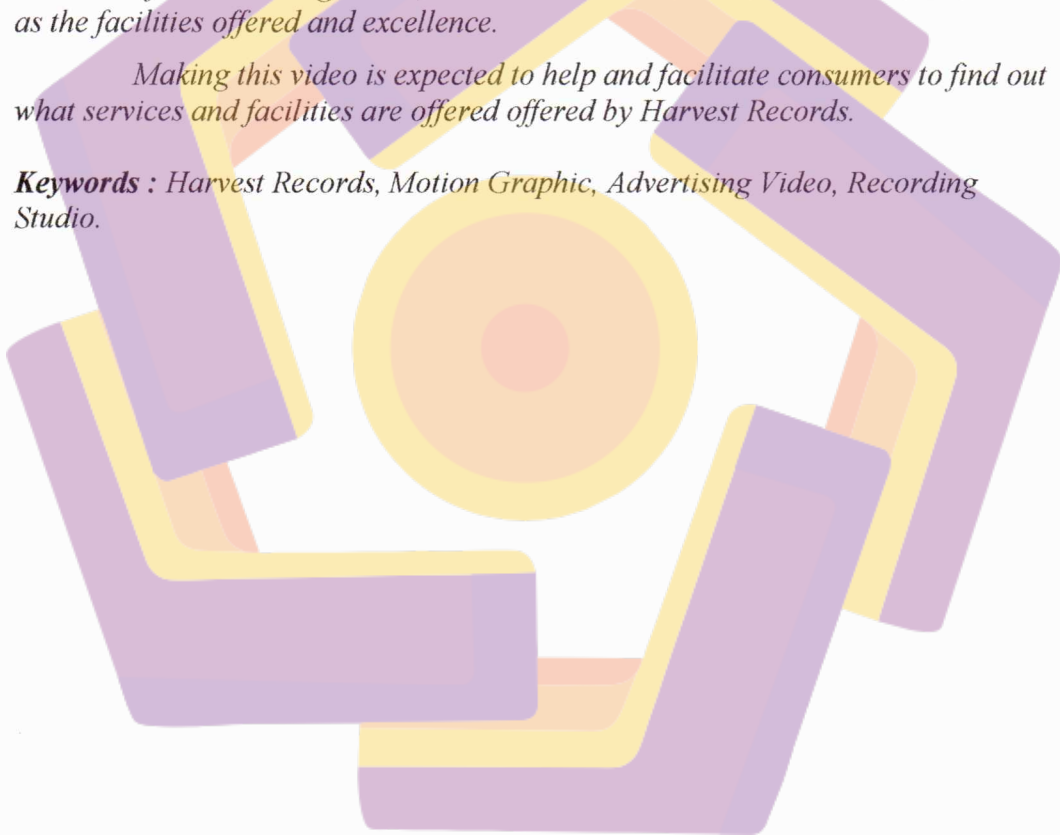 as the facilities offered and excellence.
Making this video is expected to help and facilitate consumers to find out
what services and facilities are offered offered by Harvest Records.
Keywords : Harvest Records, Motion Graphic, Advertising Video, Recording
Studio.